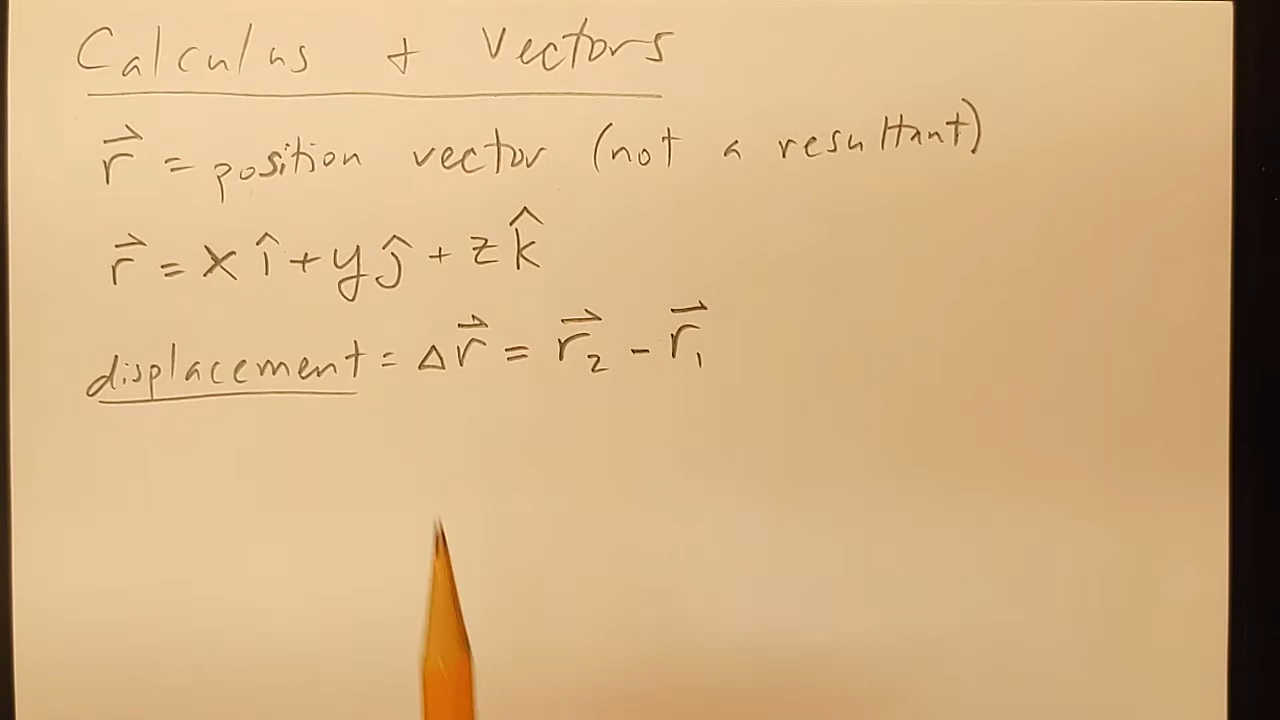 Calculus + Vectors
r⃗ = position vector (not a resultant)
r⃗ = x î + y ĵ + z k̂
displacement = Δr⃗ = r⃗₂ - r⃗₁